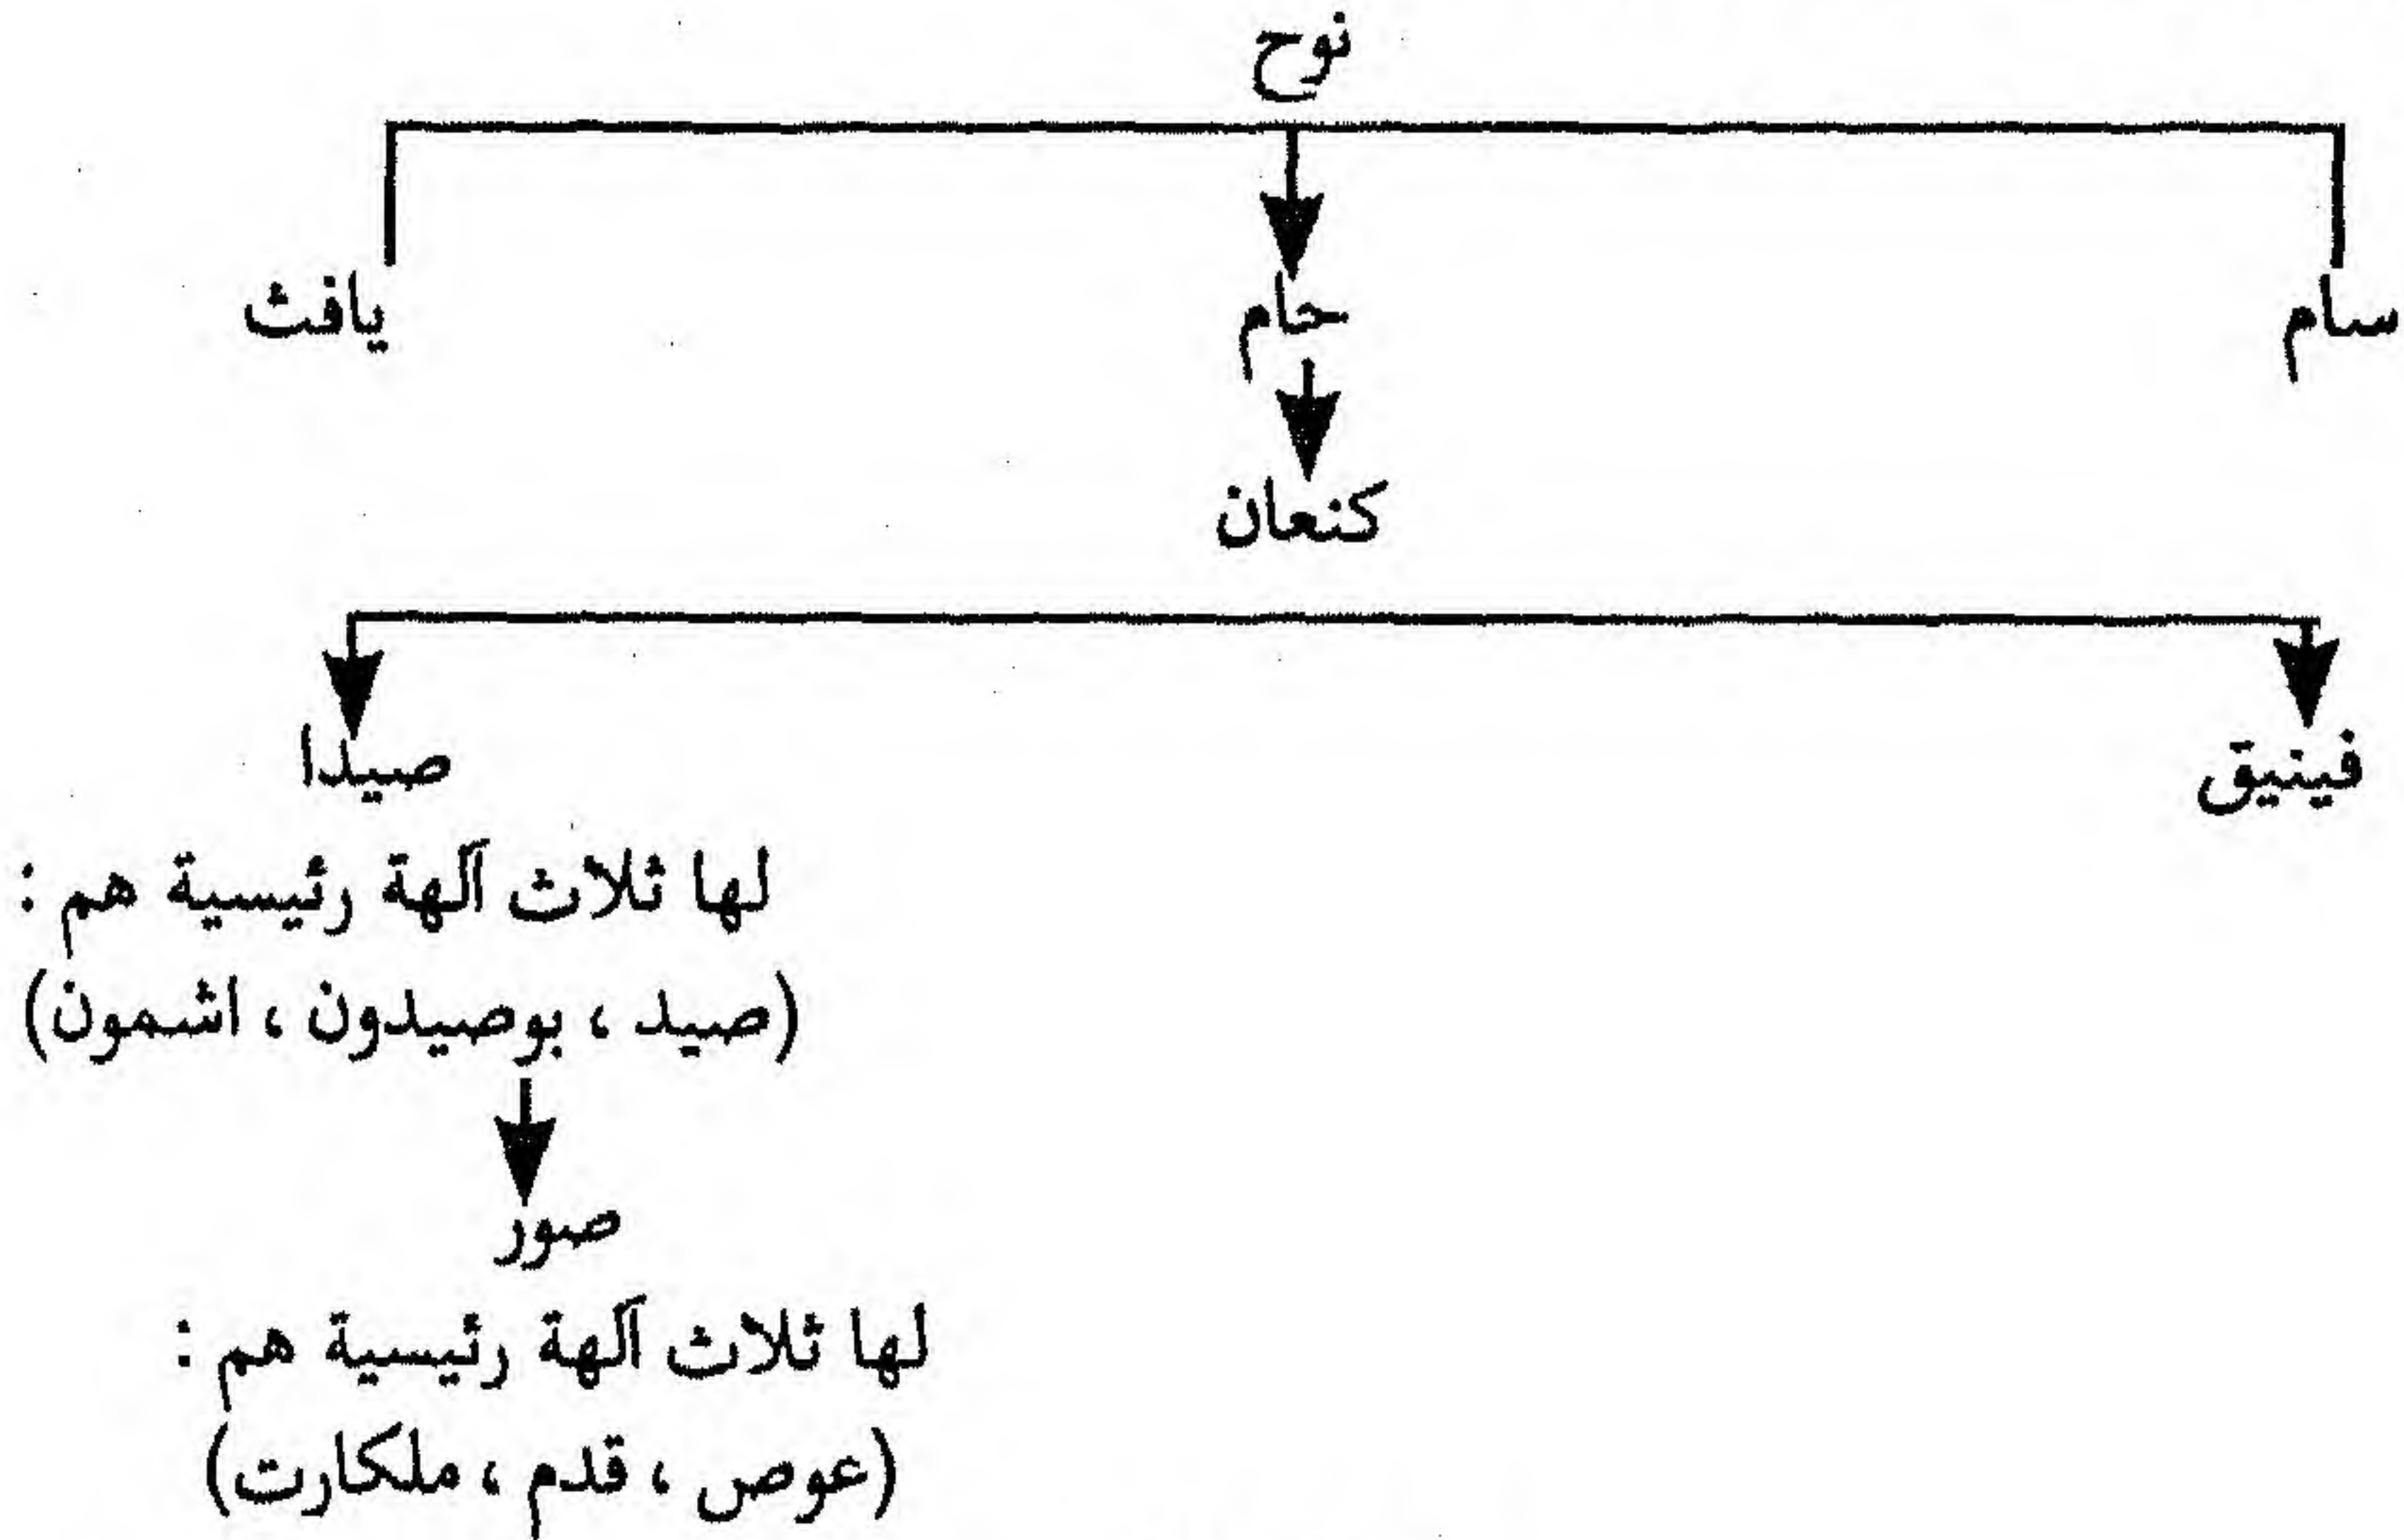 نوح
سام حام يافث
كنعان
فينيق صيدا
لها ثلاث آلهة رئيسية هم :
(صيد ، بوصيدون ، اشمون)
صور
لها ثلاث آلهة رئيسية هم :
(عوص ، قدم ، ملكارت)